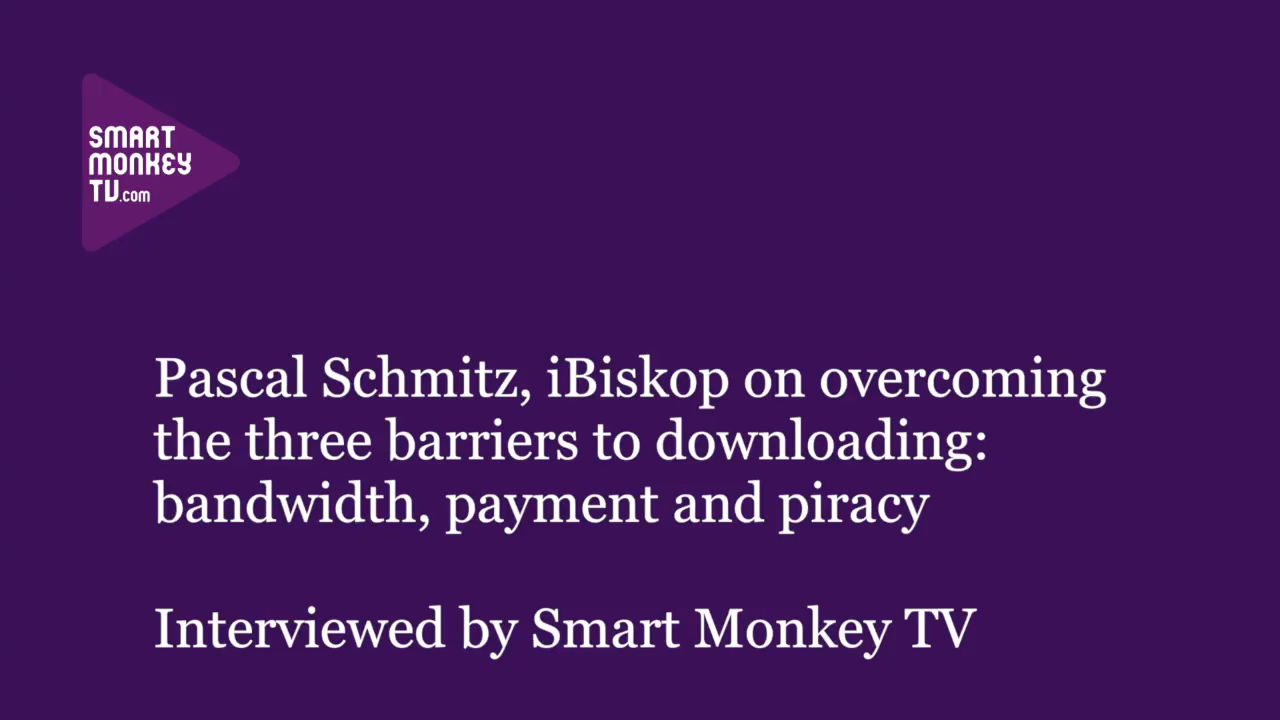 SMART
MONKEY
TV.com
Pascal Schmitz, iBiskop on overcoming
the three barriers to downloading:
bandwidth, payment and piracy
Interviewed by Smart Monkey TV